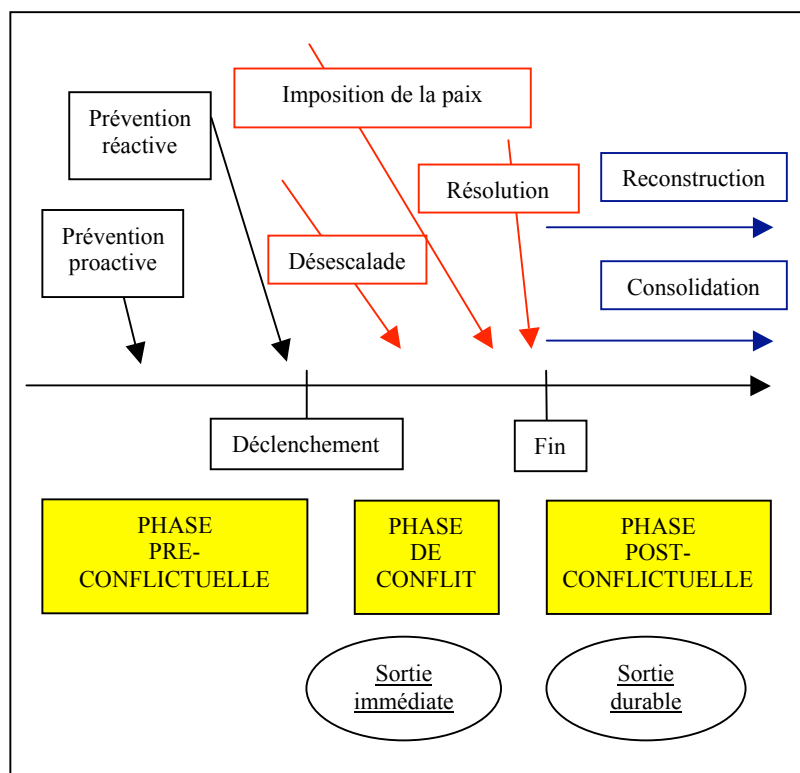 Imposition de la paix
Prévention
réactive
Résolution
Reconstruction
Prévention
proactive
Désescalade
Consolidation
Déclenchement
Fin
PHASE
PRE-
CONFLICTUELLE
PHASE
DE
CONFLIT
PHASE
POST-
CONFLICTUELLE
Sortie
immédiate
Sortie
durable